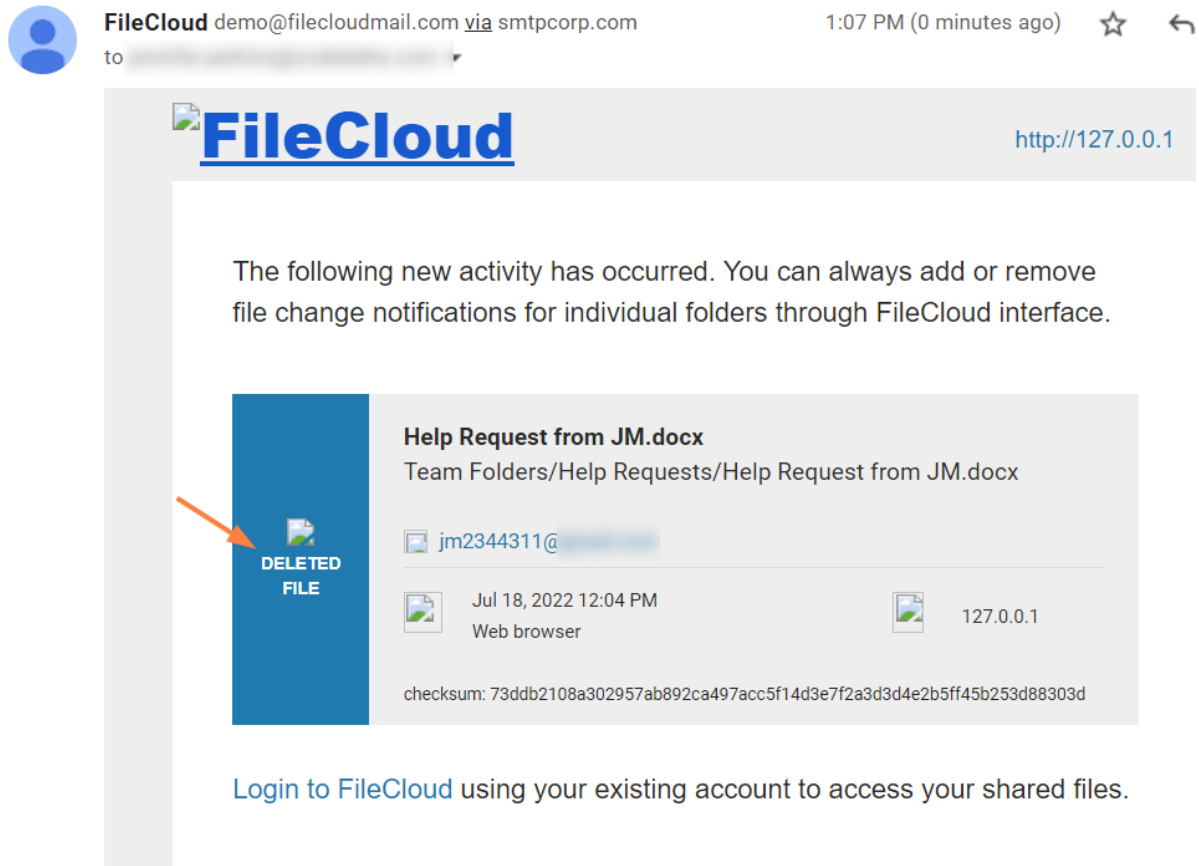 FileCloud demo@filecloudmail.com via smtpcorp.com
1:07 PM (0 minutes ago)
to
FileCloud
http://127.0.0.1
The following new activity has occurred. You can always add or remove
file change notifications for individual folders through FileCloud interface.
DELETED
FILE
Help Request from JM.docx
Team Folders/Help Requests/Help Request from JM.docx
jm2344311@
Jul 18, 2022 12:04 PM
Web browser
127.0.0.1
checksum: 73ddb2108a302957ab892ca497acc5f14d3e7f2a3d3d4e2b5ff45b253d88303d
Login to FileCloud using your existing account to access your shared files.